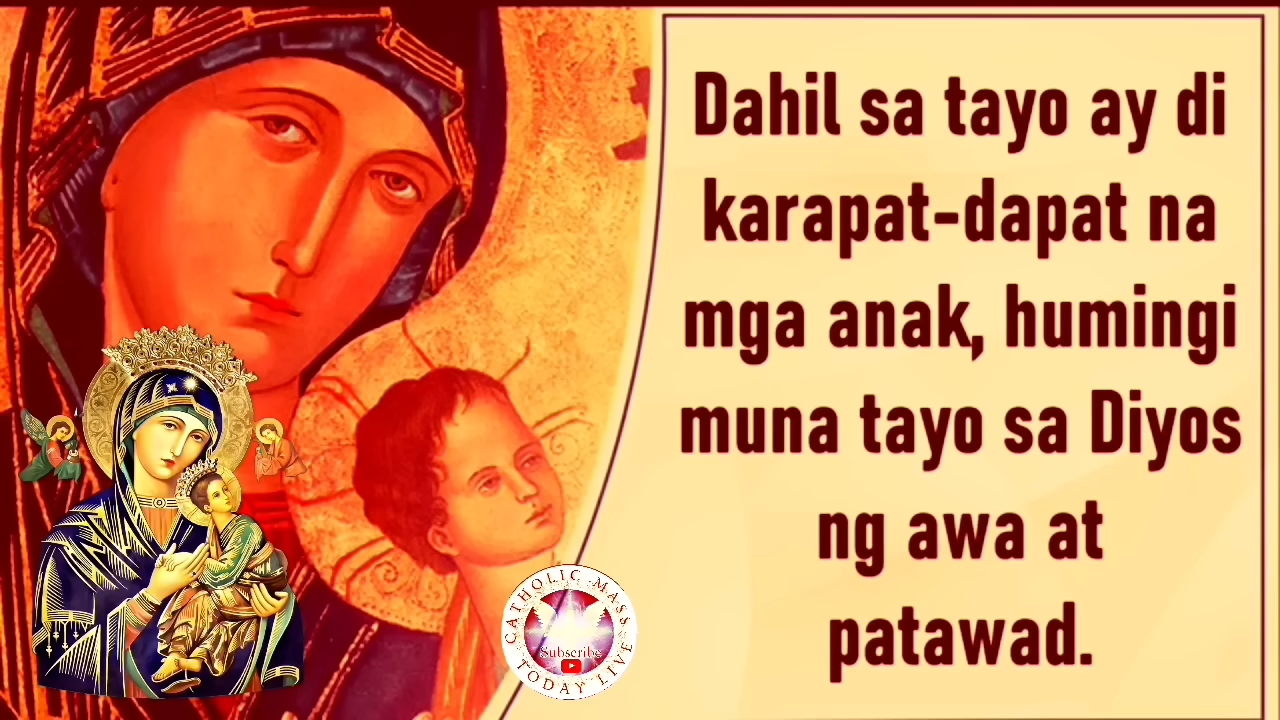 Dahil sa tayo ay di
karapat-dapat na
mga anak, humingi
muna tayo sa Diyos
ng awa at
patawad.
CATHOLIC MASS
Subscribe
TODAY LIVE